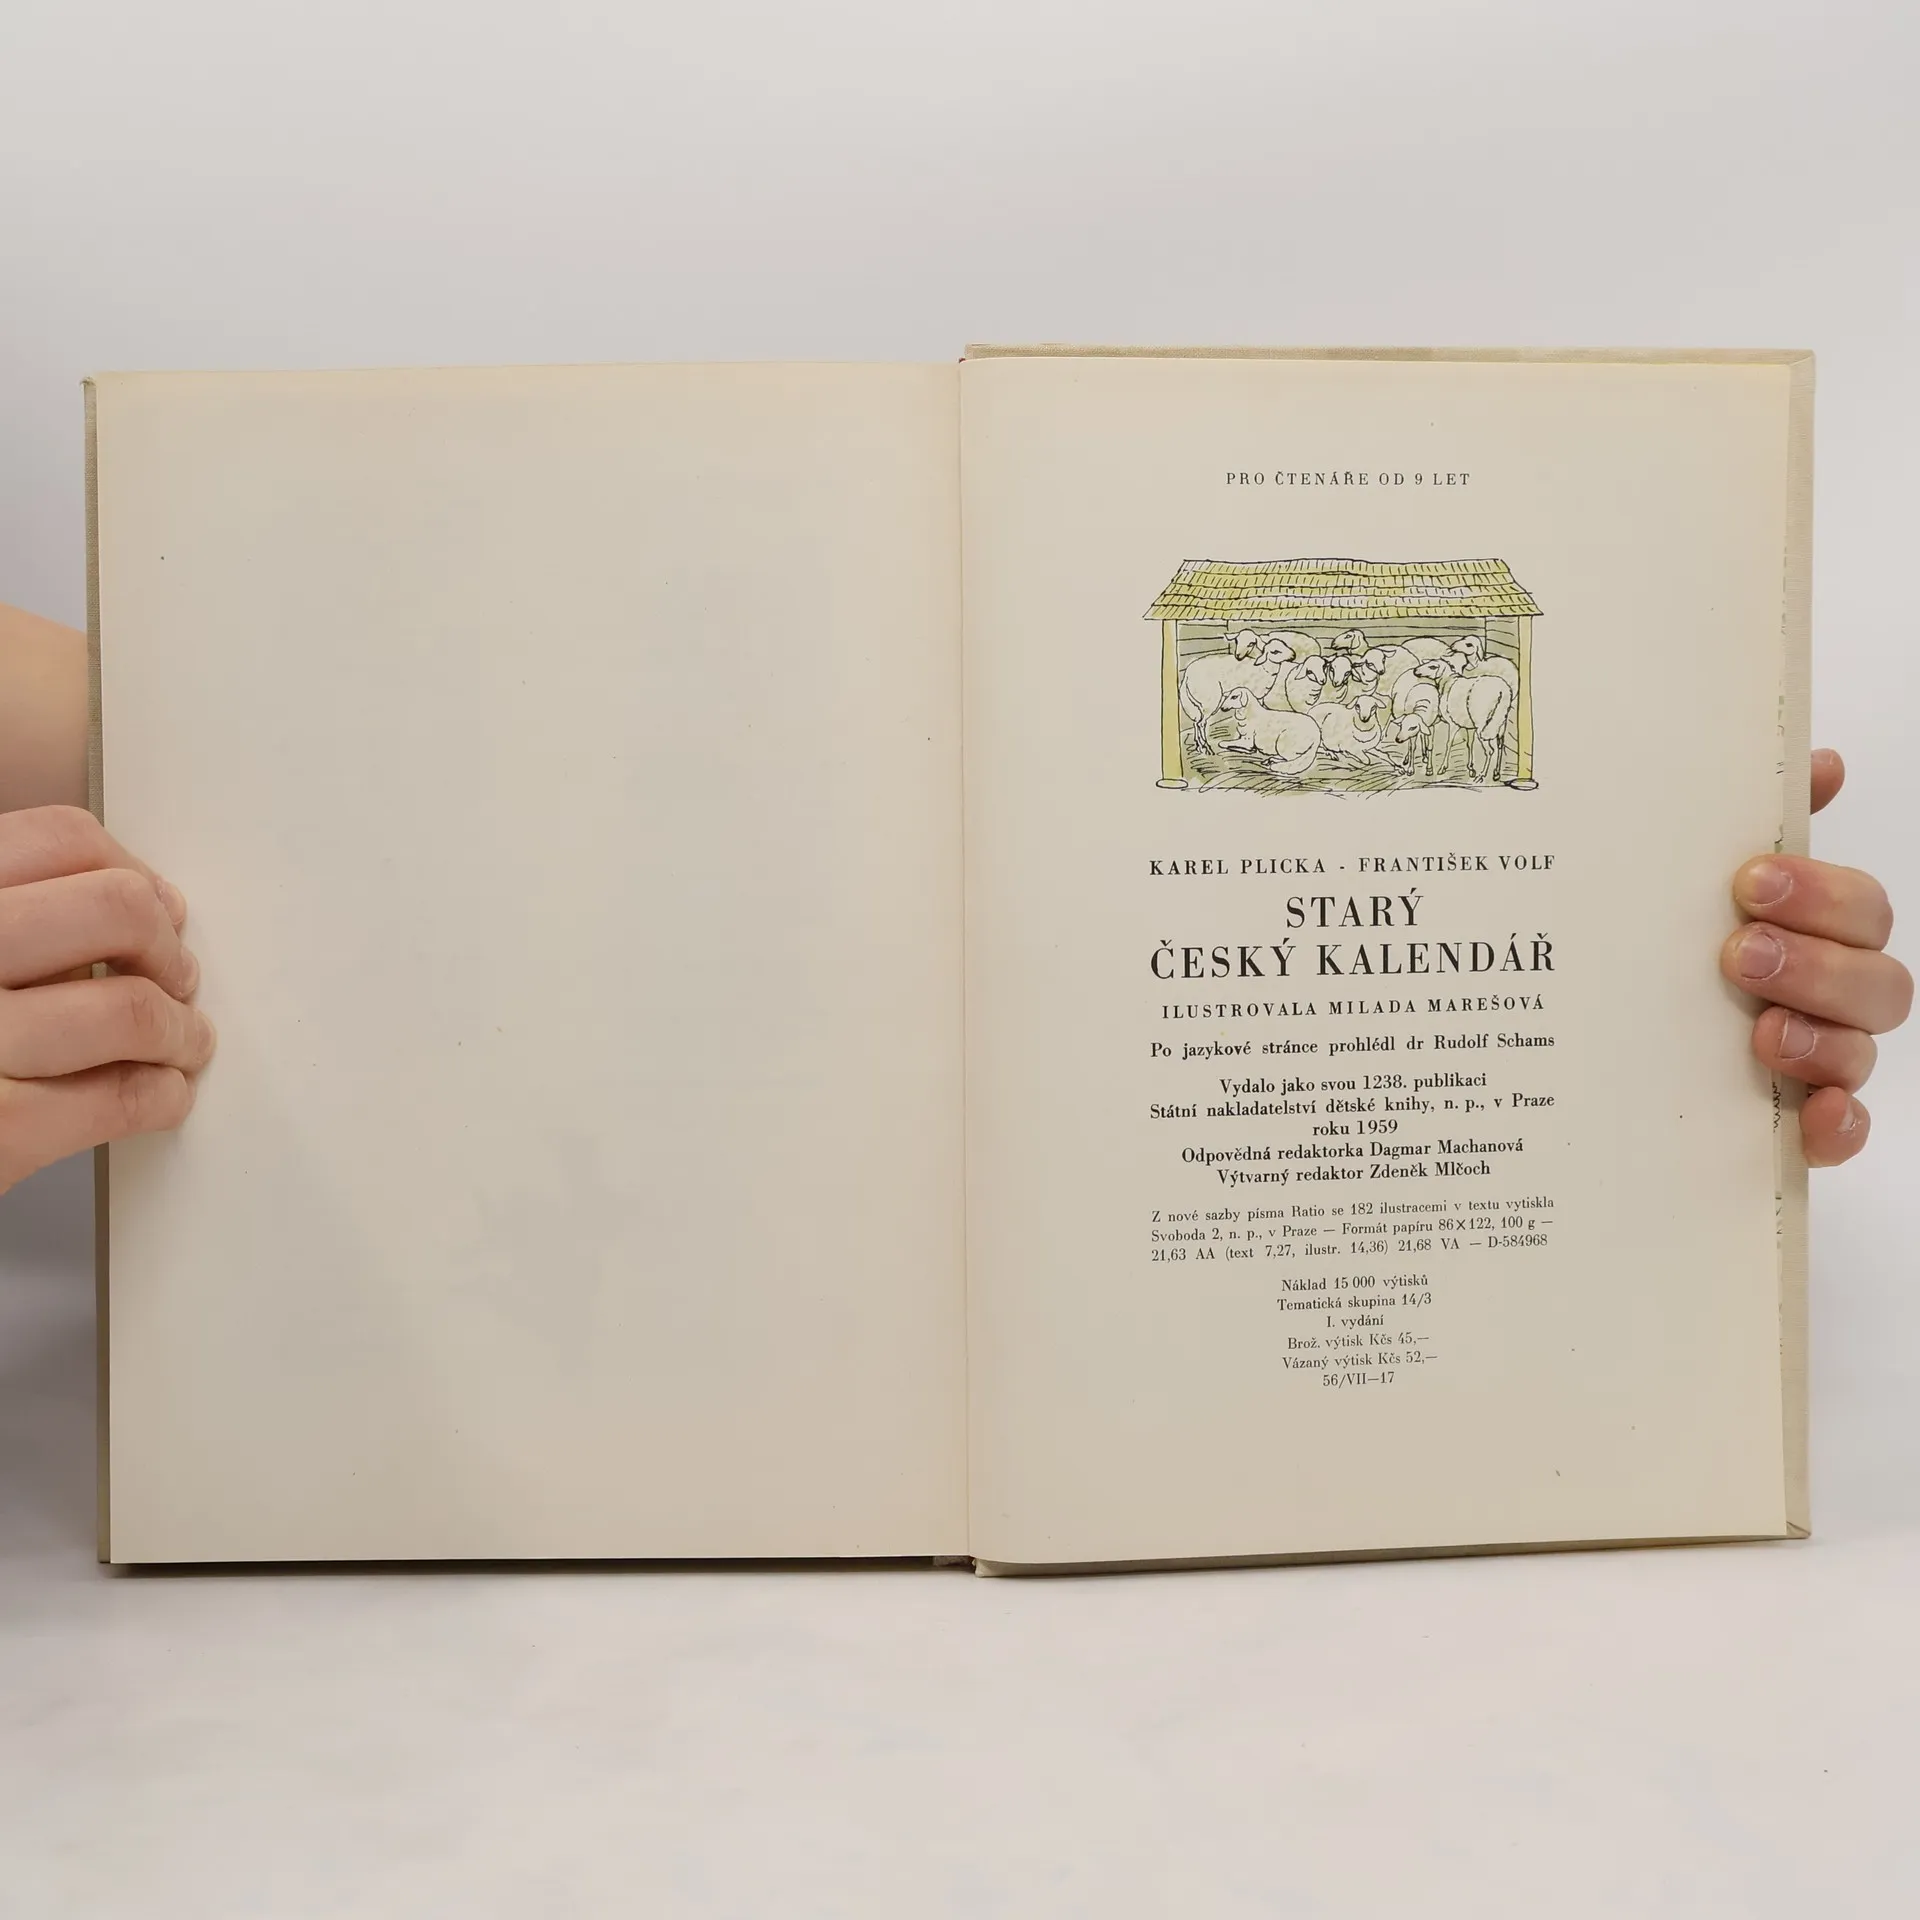 PRO ČTENÁŘE OD 9 LET
KAREL PLICKA - FRANTIŠEK VOLF
STARÝ
ČESKÝ KALENDÁŘ
ILUSTROVALA MILADA MAREŠOVÁ
Po jazykové stránce prohlédl dr Rudolf Schams
Vydalo jako svou 1238. publikaci
Státní nakladatelství dětské knihy, n. p., v Praze
roku 1959
Odpovědná redaktorka Dagmar Machanová
Výtvarný redaktor Zdeněk Mlčoch
Z nové sazby písma Ratio se 182 ilustracemi v textu vytiskla
Svoboda 2, n. p., v Praze — Formát papíru 86×122, 100 g —
21,63 AA (text 7,27, ilustr. 14,36) 21,68 VA — D-584968
Náklad 15 000 výtisků
Tematická skupina 14/3
I. vydání
Brož. výtisk Kčs 45,—
Vázaný výtisk Kčs 52,—
56/VII—17